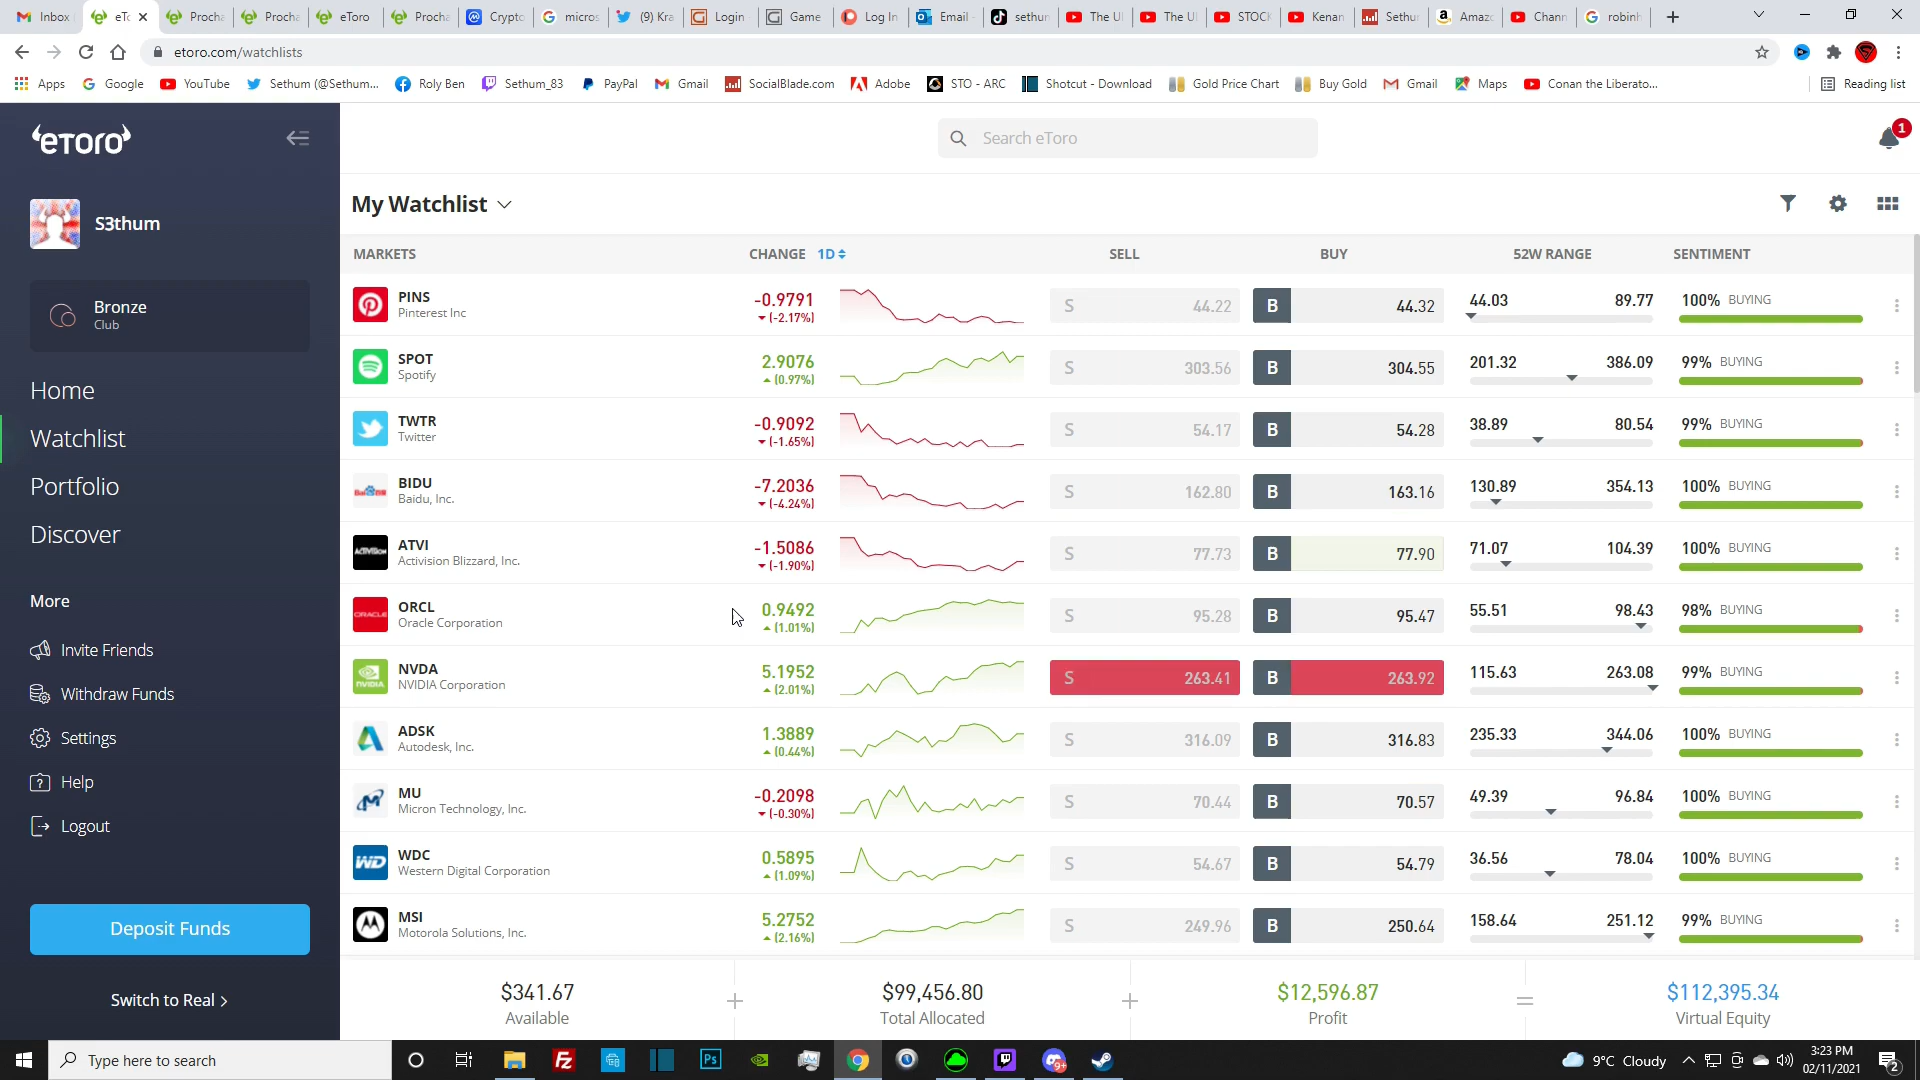 Inbox
eTo
Procha
Procha
eToro
Procha
Crypto
micros
(9) Kra
Login
Game
Log In
Email -
sethum
The Ul
The Ul
STOCK
Kenan
Sethum
Amazo
Chann
robinh
etoro.com/watchlists
Apps
Google
YouTube
Sethum (@Sethum...
Roly Ben
Sethum_83
PayPal
Gmail
SocialBlade.com
Adobe
STO - ARC
Shotcut - Download
Gold Price Chart
Buy Gold
Gmail
Maps
Conan the Liberato...
Reading list
eToro
Search eToro
1
S3thum
Bronze
Club
Home
Watchlist
Portfolio
Discover
More
Invite Friends
Withdraw Funds
Settings
Help
Logout
Deposit Funds
Switch to Real >
My Watchlist
MARKETS CHANGE 1D SELL BUY 52W RANGE SENTIMENT
PINS -0.9791 S 44.22 B 44.32 44.03 89.77 100% BUYING
Pinterest Inc (-2.17%)
SPOT 2.9076 S 303.56 B 304.55 201.32 386.09 99% BUYING
Spotify (0.97%)
TWTR -0.9092 S 54.17 B 54.28 38.89 80.54 99% BUYING
Twitter (-1.65%)
BIDU -7.2036 S 162.80 B 163.16 130.89 354.13 100% BUYING
Baidu, Inc. (-4.24%)
ATVI -1.5086 S 77.73 B 77.90 71.07 104.39 100% BUYING
Activision Blizzard, Inc. (-1.90%)
ORCL 0.9492 S 95.28 B 95.47 55.51 98.43 98% BUYING
Oracle Corporation (1.01%)
NVDA 5.1952 S 263.41 B 263.92 115.63 263.08 99% BUYING
NVIDIA Corporation (2.01%)
ADSK 1.3889 S 316.09 B 316.83 235.33 344.06 100% BUYING
Autodesk, Inc. (0.44%)
MU -0.2098 S 70.44 B 70.57 49.39 96.84 100% BUYING
Micron Technology, Inc. (-0.30%)
WDC 0.5895 S 54.67 B 54.79 36.56 78.04 100% BUYING
Western Digital Corporation (1.09%)
MSI 5.2752 S 249.96 B 250.64 158.64 251.12 99% BUYING
Motorola Solutions, Inc. (2.16%)
$341.67 + $99,456.80 + $12,596.87 = $112,395.34
Available Total Allocated Profit Virtual Equity
Type here to search
9°C Cloudy
3:23 PM
02/11/2021
2